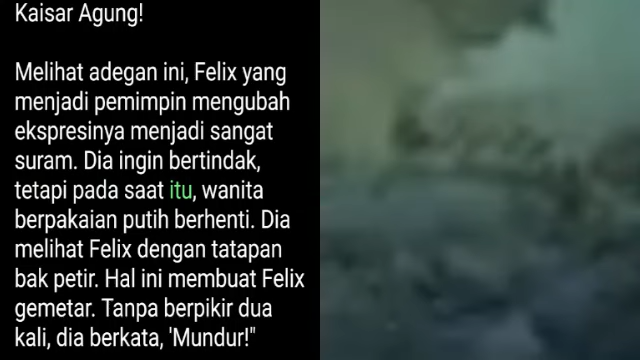 Kaisar Agung!
Melihat adegan ini, Felix yang
menjadi pemimpin mengubah
ekspresinya menjadi sangat
suram. Dia ingin bertindak,
tetapi pada saat itu, wanita
berpakaian putih berhenti. Dia
melihat Felix dengan tatapan
bak petir. Hal ini membuat Felix
gemetar. Tanpa berpikir dua
kali, dia berkata, 'Mundur!"